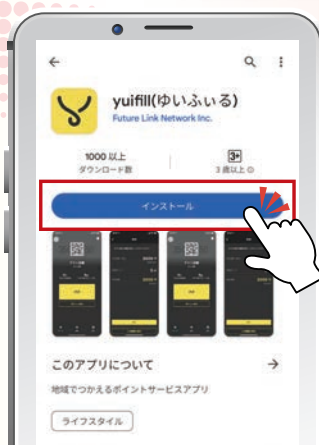 yuifill(ゆいふぃる)
Future Link Network Inc.
1000 以上
ダウンロード数
3+
3 歳以上
インストール
このアプリについて
地域でつかえるポイントサービスアプリ
ライフスタイル